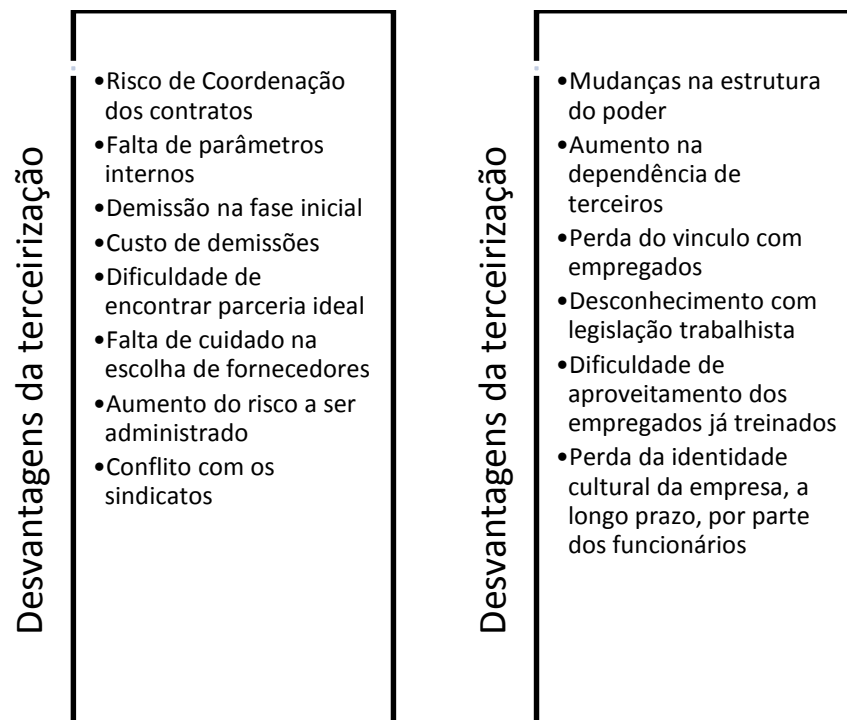 Desvantagens da terceirização
•Risco de Coordenação
dos contratos
•Falta de parâmetros
internos
•Demissão na fase inicial
•Custo de demissões
•Dificuldade de
encontrar parceria ideal
•Falta de cuidado na
escolha de fornecedores
•Aumento do risco a ser
administrado
•Conflito com os
sindicatos
Desvantagens da terceirização
•Mudanças na estrutura
do poder
•Aumento na
dependência de
terceiros
•Perda do vinculo com
empregados
•Desconhecimento com
legislação trabalhista
•Dificuldade de
aproveitamento dos
empregados já treinados
•Perda da identidade
cultural da empresa, a
longo prazo, por parte
dos funcionários